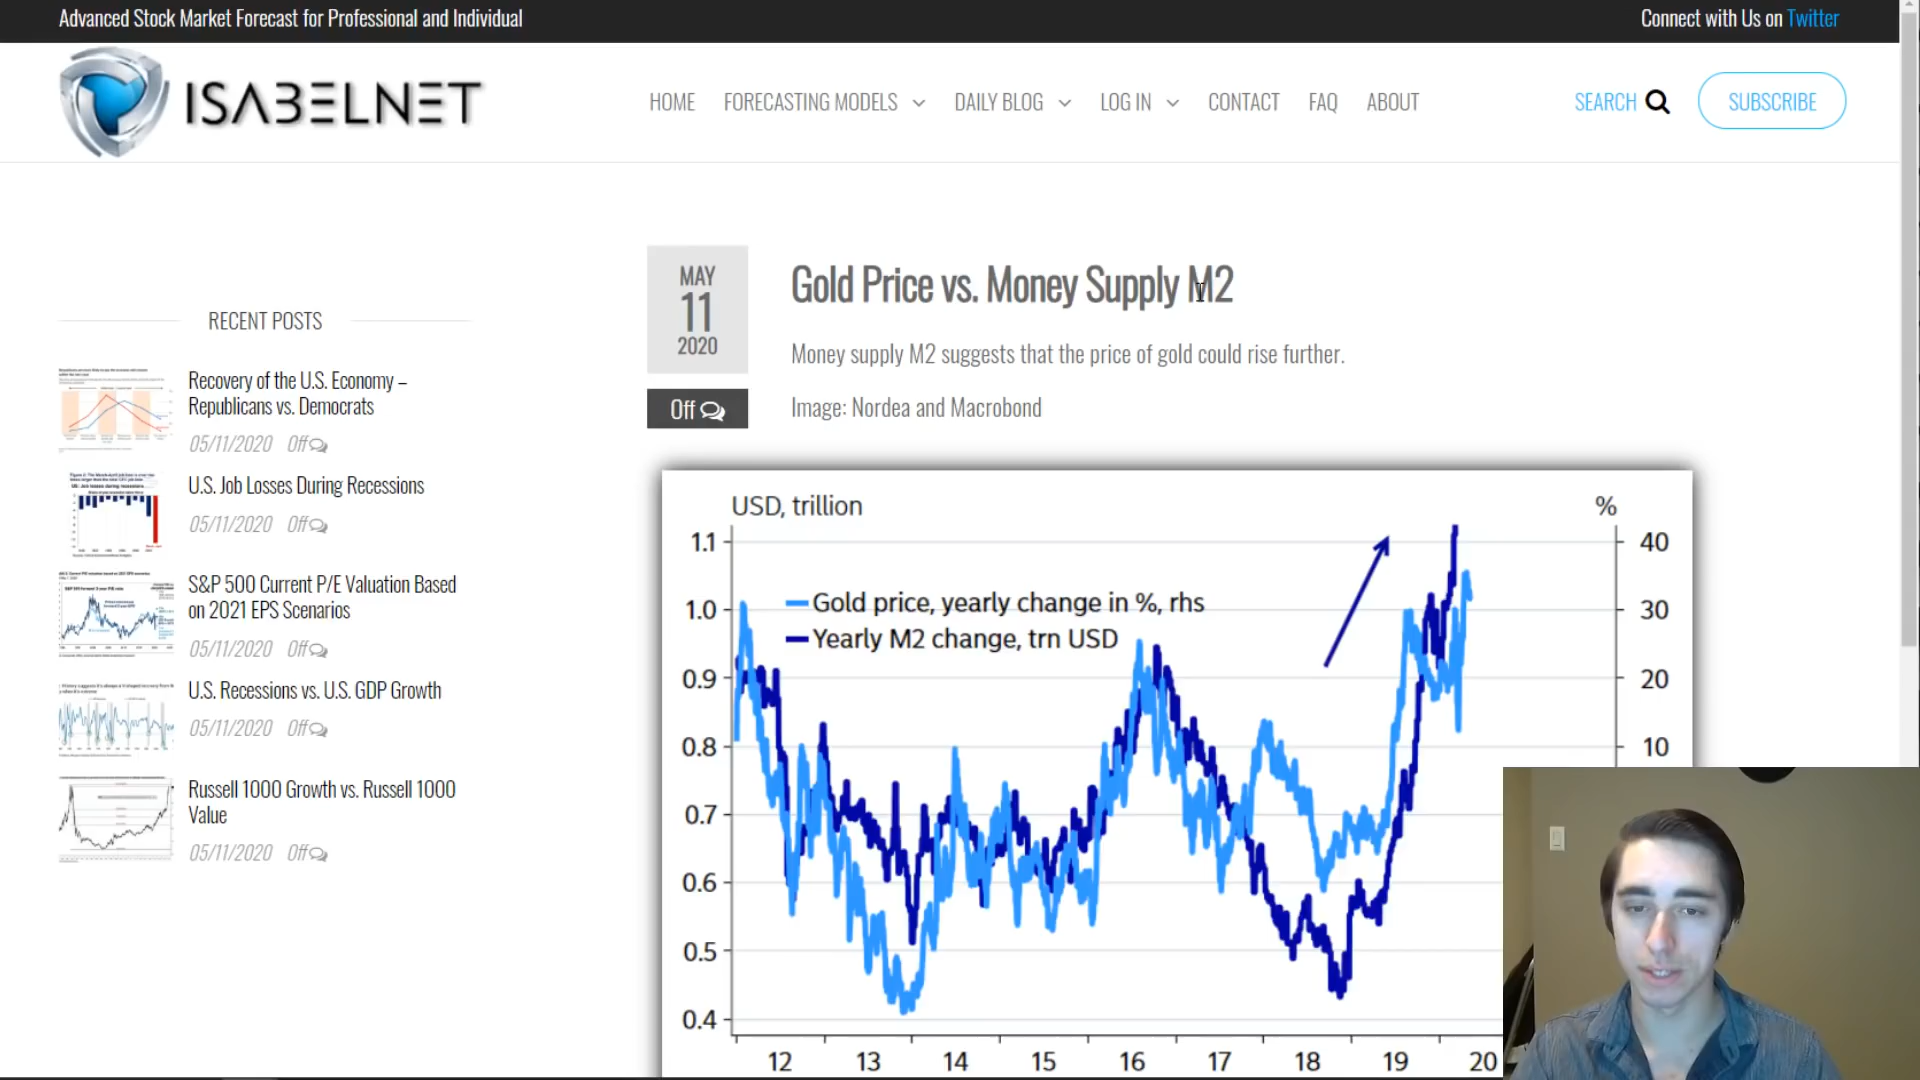 Advanced Stock Market Forecast for Professional and Individual
Connect with Us on Twitter
ISABELNET
HOME
FORECASTING MODELS
DAILY BLOG
LOG IN
CONTACT
FAQ
ABOUT
SEARCH
SUBSCRIBE
RECENT POSTS
Recovery of the U.S. Economy –
Republicans vs. Democrats
05/11/2020 Off
U.S. Job Losses During Recessions
05/11/2020 Off
S&P 500 Current P/E Valuation Based
on 2021 EPS Scenarios
05/11/2020 Off
U.S. Recessions vs. U.S. GDP Growth
05/11/2020 Off
Russell 1000 Growth vs. Russell 1000
Value
05/11/2020 Off
MAY
11
2020
Off
Gold Price vs. Money Supply M2
Money supply M2 suggests that the price of gold could rise further.
Image: Nordea and Macrobond
USD, trillion
%
1.1
1.0
0.9
0.8
0.7
0.6
0.5
0.4
40
30
20
10
Gold price, yearly change in %, rhs
Yearly M2 change, trn USD
12 13 14 15 16 17 18 19 20